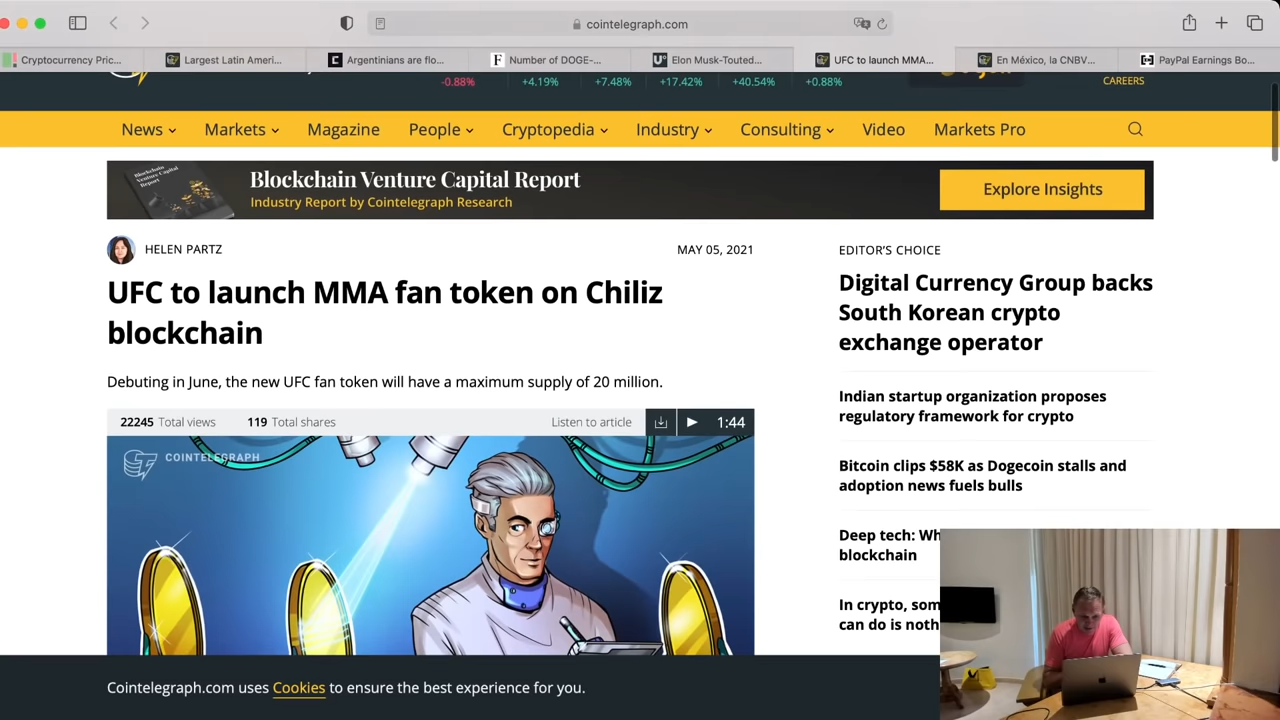 cointelegraph.com
Cryptocurrency Pric...
Largest Latin Ameri...
Argentinians are flo...
Number of DOGE-...
Elon Musk-Touted...
UFC to launch MMA...
En México, la CNBV...
PayPal Earnings Bo...
-0.88%
+4.19%
+7.48%
+17.42%
+40.54%
+0.88%
CAREERS
News
Markets
Magazine
People
Cryptopedia
Industry
Consulting
Video
Markets Pro
Blockchain Venture Capital Report
Blockchain Venture Capital Report
Industry Report by Cointelegraph Research
Explore Insights
HELEN PARTZ
MAY 05, 2021
UFC to launch MMA fan token on Chiliz
blockchain
Debuting in June, the new UFC fan token will have a maximum supply of 20 million.
22245 Total views
119 Total shares
Listen to article
1:44
COINTELEGRAPH
EDITOR'S CHOICE
Digital Currency Group backs
South Korean crypto
exchange operator
Indian startup organization proposes
regulatory framework for crypto
Bitcoin clips $58K as Dogecoin stalls and
adoption news fuels bulls
Deep tech: Wh
blockchain
In crypto, som
can do is noth
Cointelegraph.com uses Cookies to ensure the best experience for you.